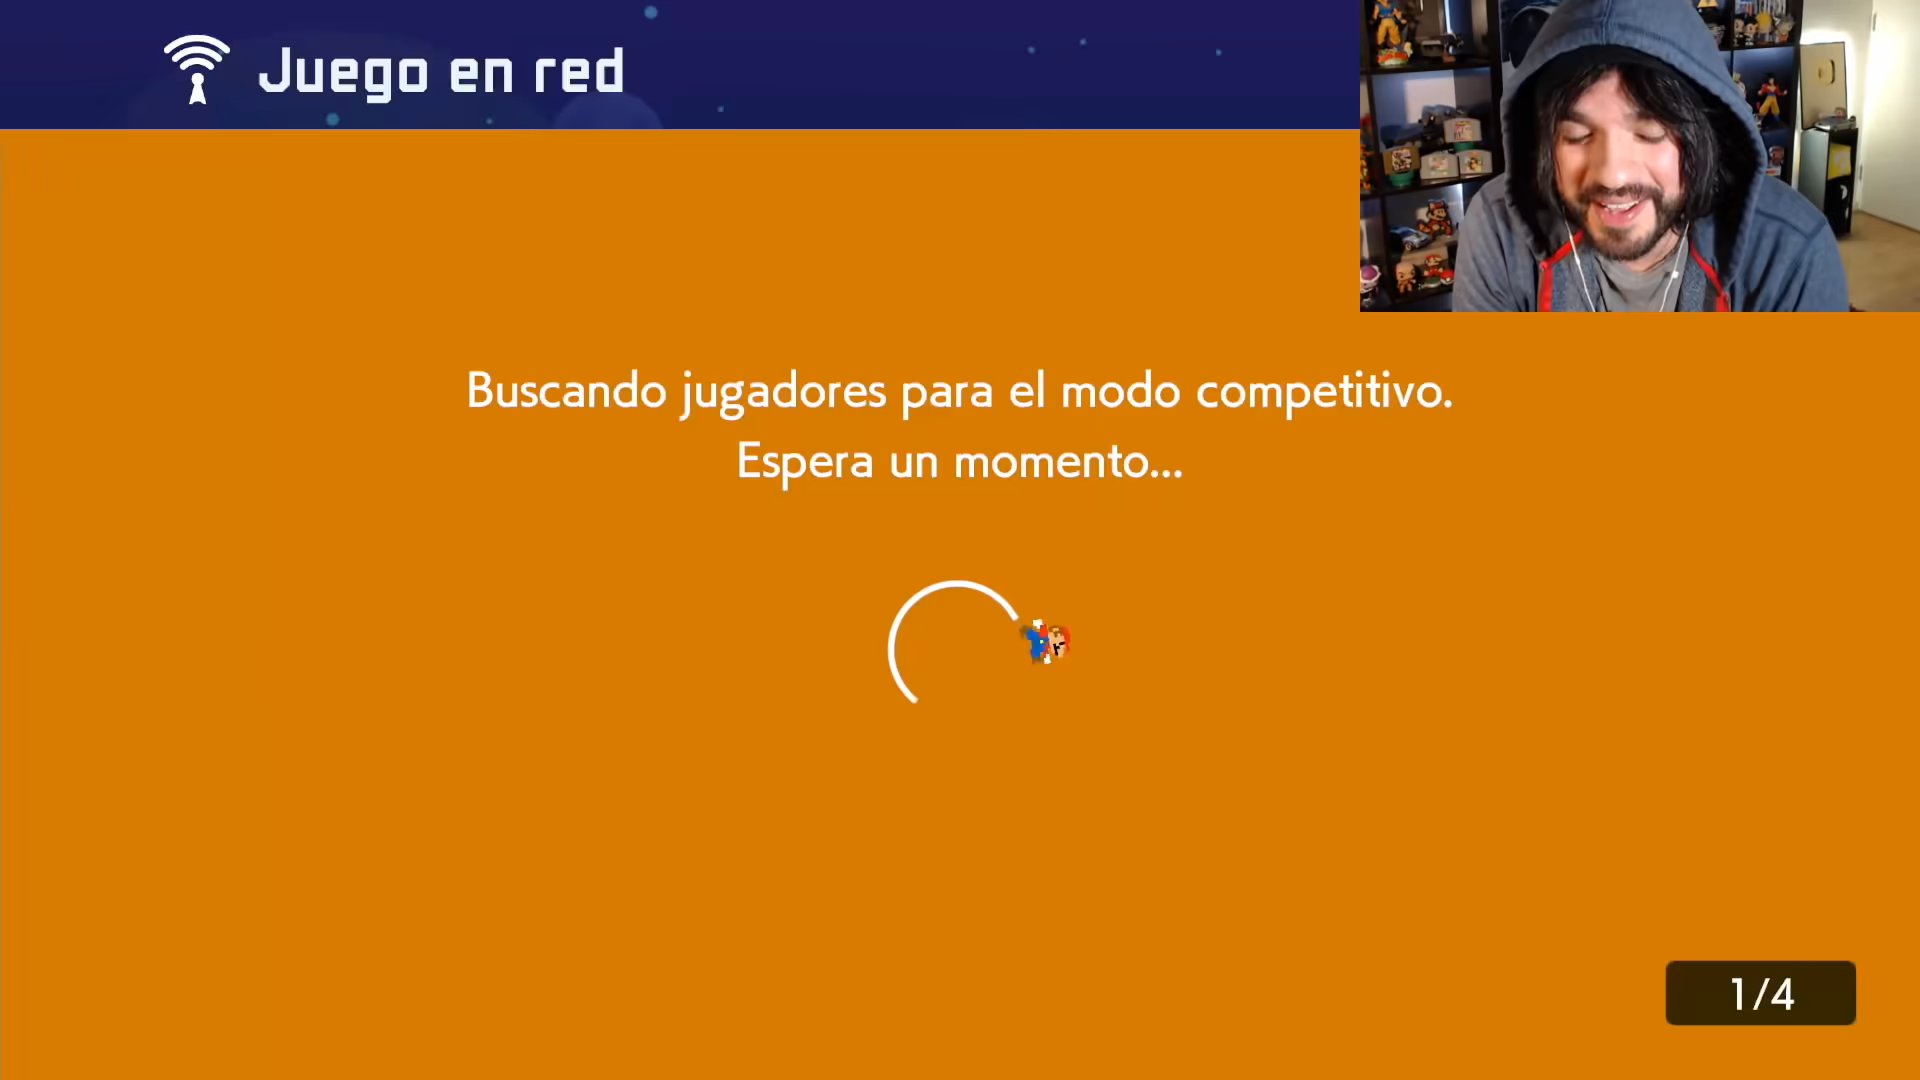 Juego en red
Buscando jugadores para el modo competitivo.
Espera un momento...
1/4